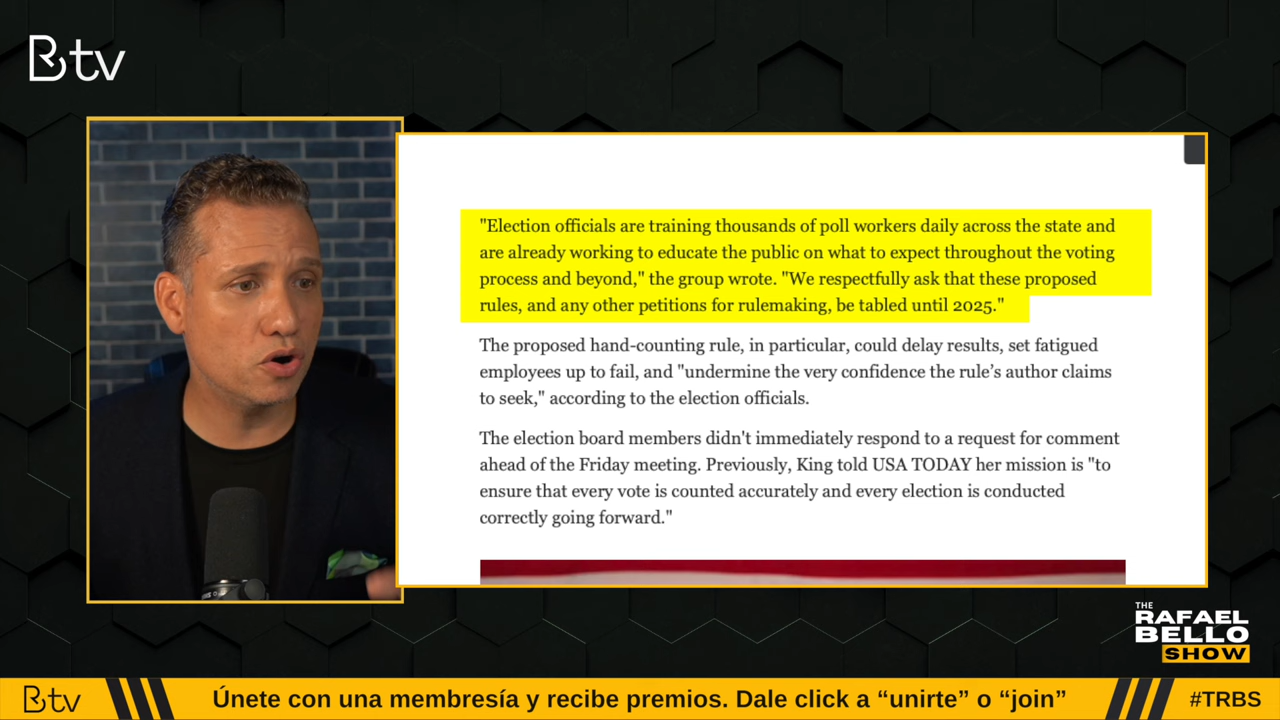 Btv
"Election officials are training thousands of poll workers daily across the state and
are already working to educate the public on what to expect throughout the voting
process and beyond," the group wrote. "We respectfully ask that these proposed
rules, and any other petitions for rulemaking, be tabled until 2025."
The proposed hand-counting rule, in particular, could delay results, set fatigued
employees up to fail, and "undermine the very confidence the rule’s author claims
to seek," according to the election officials.
The election board members didn't immediately respond to a request for comment
ahead of the Friday meeting. Previously, King told USA TODAY her mission is "to
ensure that every vote is counted accurately and every election is conducted
correctly going forward."
THE
RAFAEL
BELLO
SHOW
Btv
Únete con una membresía y recibe premios. Dale click a “unirte” o “join”
#TRBS